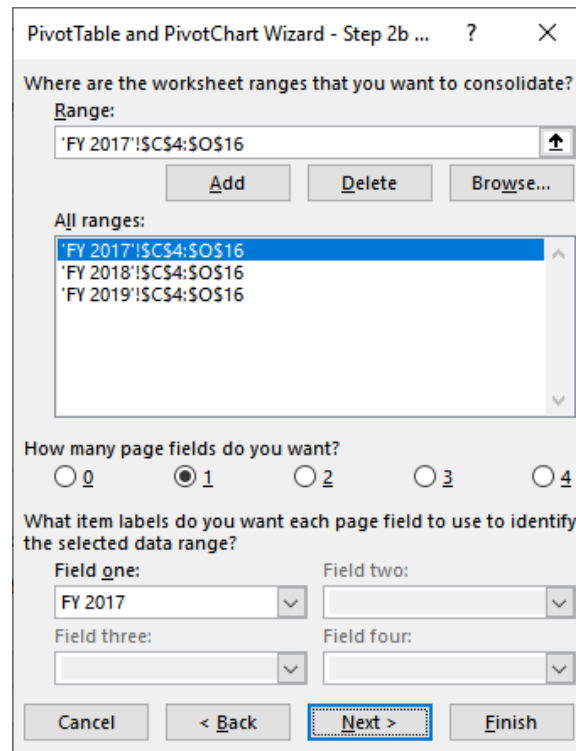 PivotTable and PivotChart Wizard - Step 2b ... ?
Where are the worksheet ranges that you want to consolidate?
Range:
'FY 2017'!$C$4:$O$16
Add Delete Browse...
All ranges:
'FY 2017'!$C$4:$O$16
'FY 2018'!$C$4:$O$16
'FY 2019'!$C$4:$O$16
How many page fields do you want?
0 1 2 3 4
What item labels do you want each page field to use to identify
the selected data range?
Field one: Field two:
FY 2017
Field three: Field four:
Cancel < Back Next > Finish